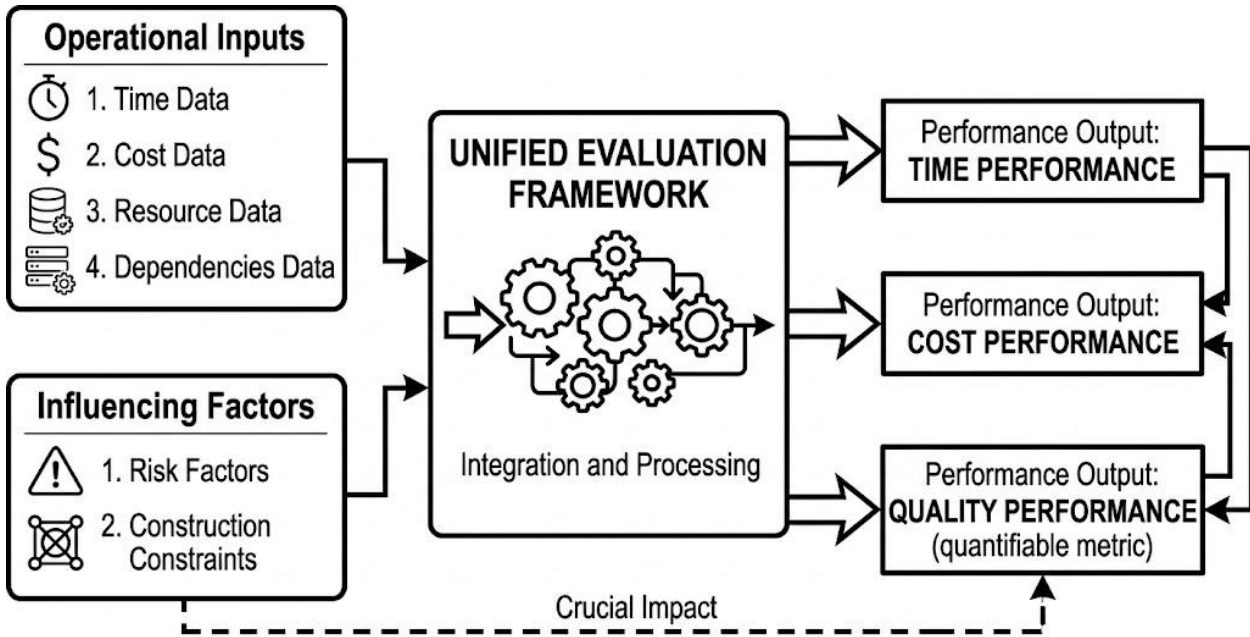 Operational Inputs
1. Time Data
$ 2. Cost Data
3. Resource Data
4. Dependencies Data
Influencing Factors
1. Risk Factors
2. Construction
Constraints
UNIFIED EVALUATION
FRAMEWORK
Integration and Processing
Performance Output:
TIME PERFORMANCE
Performance Output:
COST PERFORMANCE
Performance Output:
QUALITY PERFORMANCE
(quantifiable metric)
Crucial Impact